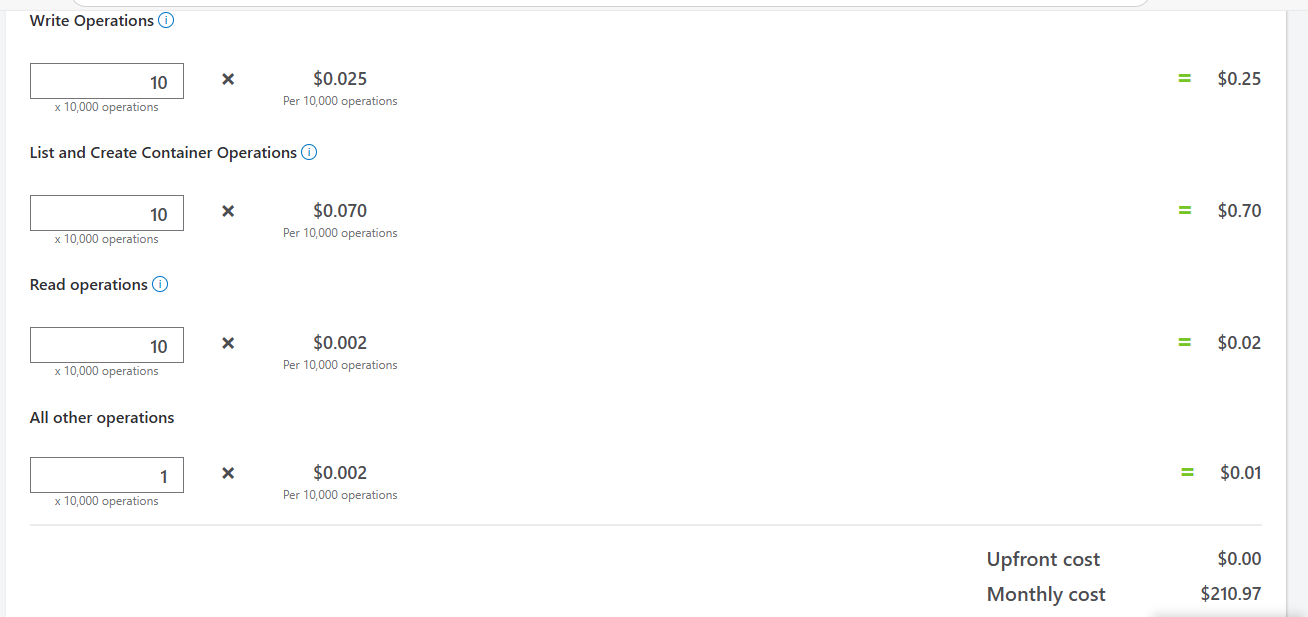 Write Operations
10 × $0.025 = $0.25
x 10,000 operations Per 10,000 operations
List and Create Container Operations
10 × $0.070 = $0.70
x 10,000 operations Per 10,000 operations
Read operations
10 × $0.002 = $0.02
x 10,000 operations Per 10,000 operations
All other operations
1 × $0.002 = $0.01
x 10,000 operations Per 10,000 operations
Upfront cost $0.00
Monthly cost $210.97